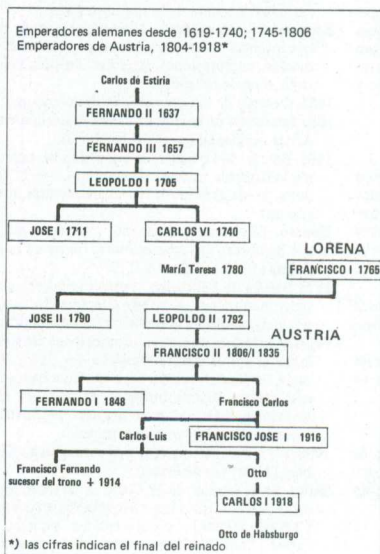 Emperadores alemanes desde 1619-1740; 1745-1806
Emperadores de Austria, 1804-1918*
Carlos de Estiria
FERNANDO II 1637
FERNANDO III 1657
LEOPOLDO I 1705
JOSE I 1711
CARLOS VI 1740
LORENA
María Teresa 1780
FRANCISCO I 1765
JOSE II 1790
LEOPOLDO II 1792
AUSTRIA
FRANCISCO II 1806/I 1835
FERNANDO I 1848
Francisco Carlos
Carlos Luis
FRANCISCO JOSE I 1916
Francisco Fernando
sucesor del trono + 1914
Otto
CARLOS I 1918
Otto de Habsburgo
*) las cifras indican el final del reinado